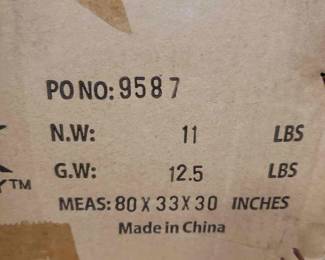 PO NO: 9587
N.W: 11 LBS
G.W: 12.5 LBS
MEAS: 80 X 33 X 30 INCHES
Made in China